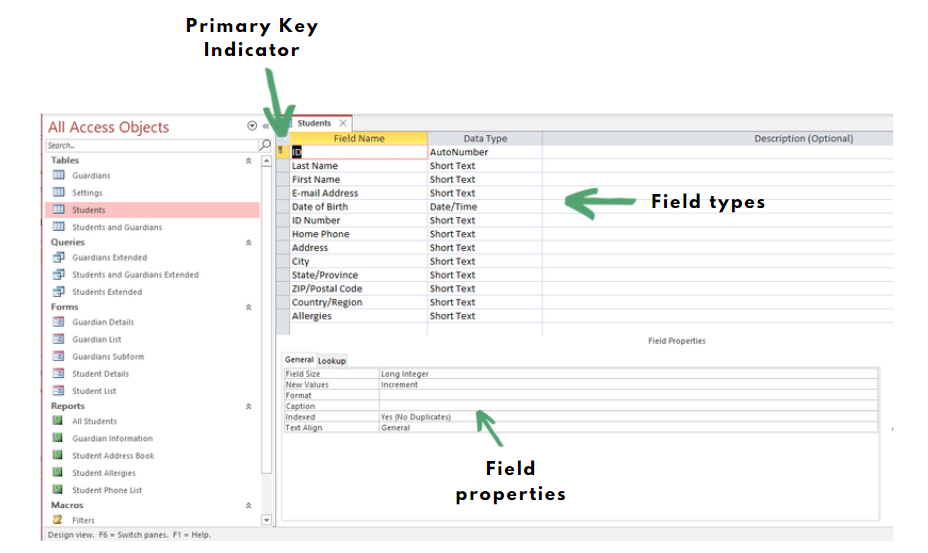 Primary Key
Indicator
All Access Objects
Search...
Tables
Guardians
Settings
Students
Students and Guardians
Queries
Guardians Extended
Students and Guardians Extended
Students Extended
Forms
Guardian Details
Guardian List
Guardians Subform
Student Details
Student List
Reports
All Students
Guardian Information
Student Address Book
Student Allergies
Student Phone List
Macros
Filters
Students
Field Name Data Type Description (Optional)
ID AutoNumber
Last Name Short Text
First Name Short Text
E-mail Address Short Text
Date of Birth Date/Time
ID Number Short Text
Home Phone Short Text
Address Short Text
City Short Text
State/Province Short Text
ZIP/Postal Code Short Text
Country/Region Short Text
Allergies Short Text
Field types
Field Properties
General Lookup
Field Size Long Integer
New Values Increment
Format
Caption
Indexed Yes (No Duplicates)
Text Align General
Field
properties
Design view. F6 = Switch panes. F1 = Help.